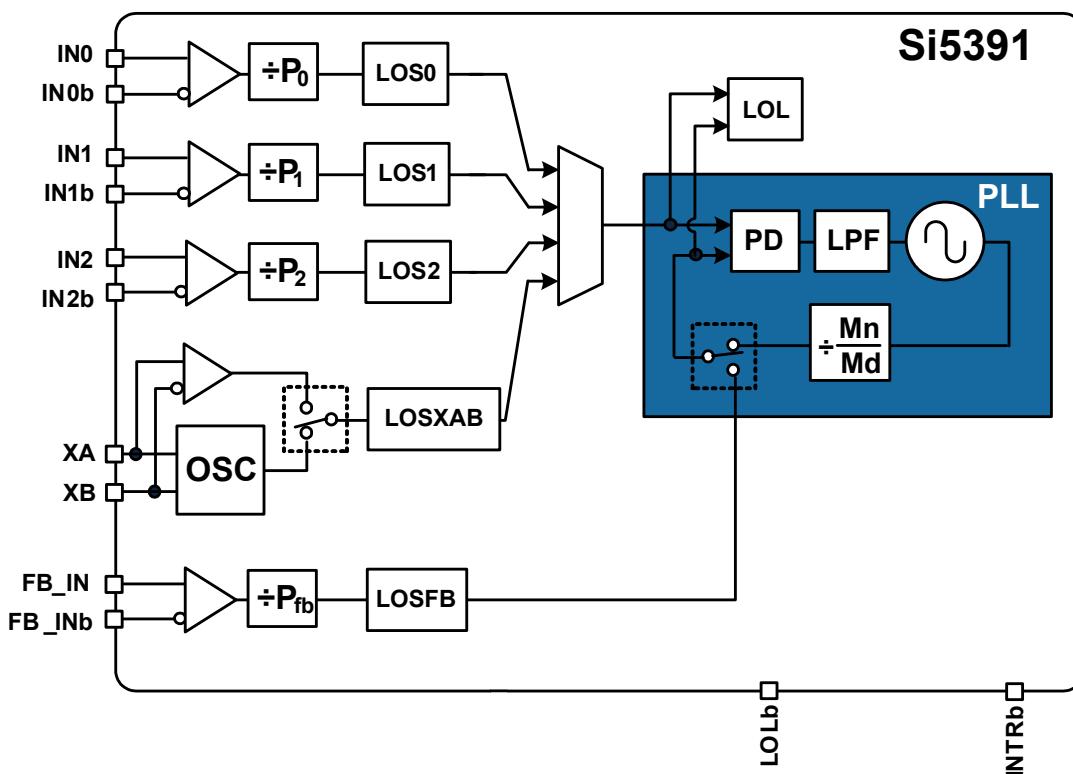 Si5391
IN0
IN0b
÷P0
LOS0
LOL
IN1
IN1b
÷P1
LOS1
PLL
PD
LPF
IN2
IN2b
÷P2
LOS2
÷
Mn
Md
XA
XB
OSC
LOSXAB
FB_IN
FB_INb
÷Pfb
LOSFB
LOLb
INTRb